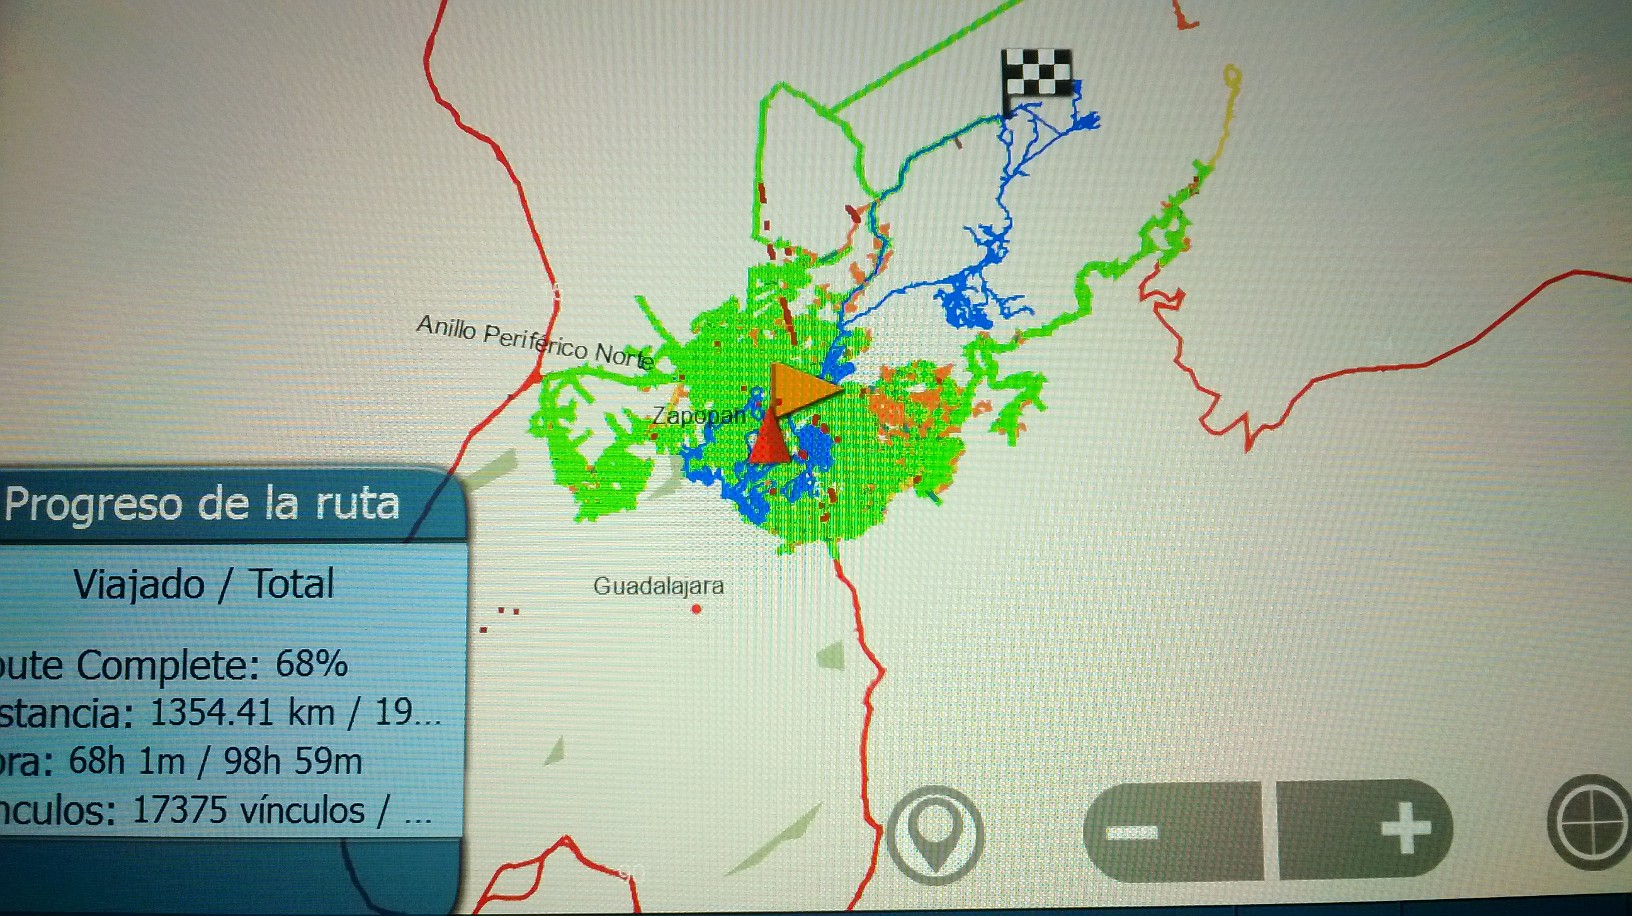 Anillo Periférico Norte
Zapopan
Guadalajara
Progreso de la ruta
Viajado / Total
oute Complete: 68%
stancia: 1354.41 km / 19...
ora: 68h 1m / 98h 59m
nculos: 17375 vínculos / ...